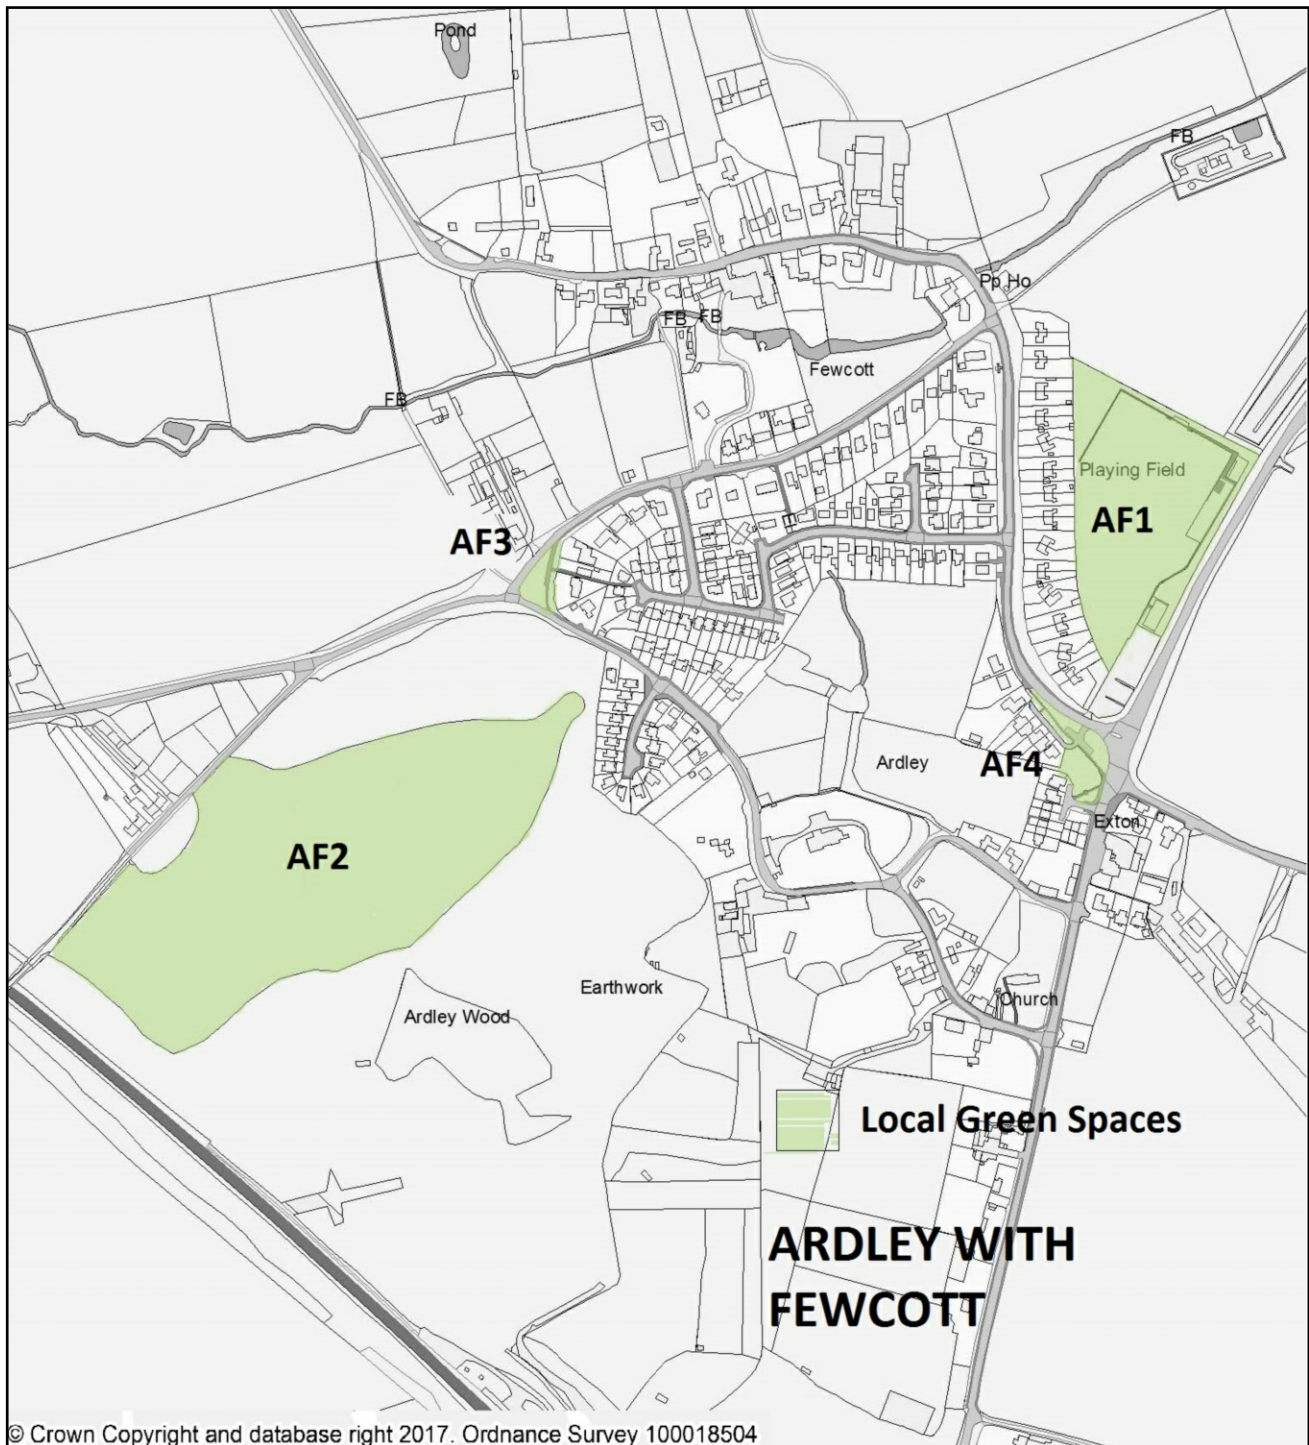 Pond
FB
Pp Ho
FB
FB
Fewcott
FB
Playing Field
AF1
El
AF3
Ardley
AF4
Exton
AF2
Earthwork
Church
Ardley Wood
Local Green Spaces
ARDLEY WITH
FEWCOTT
© Crown Copyright and database right 2017. Ordnance Survey 100018504